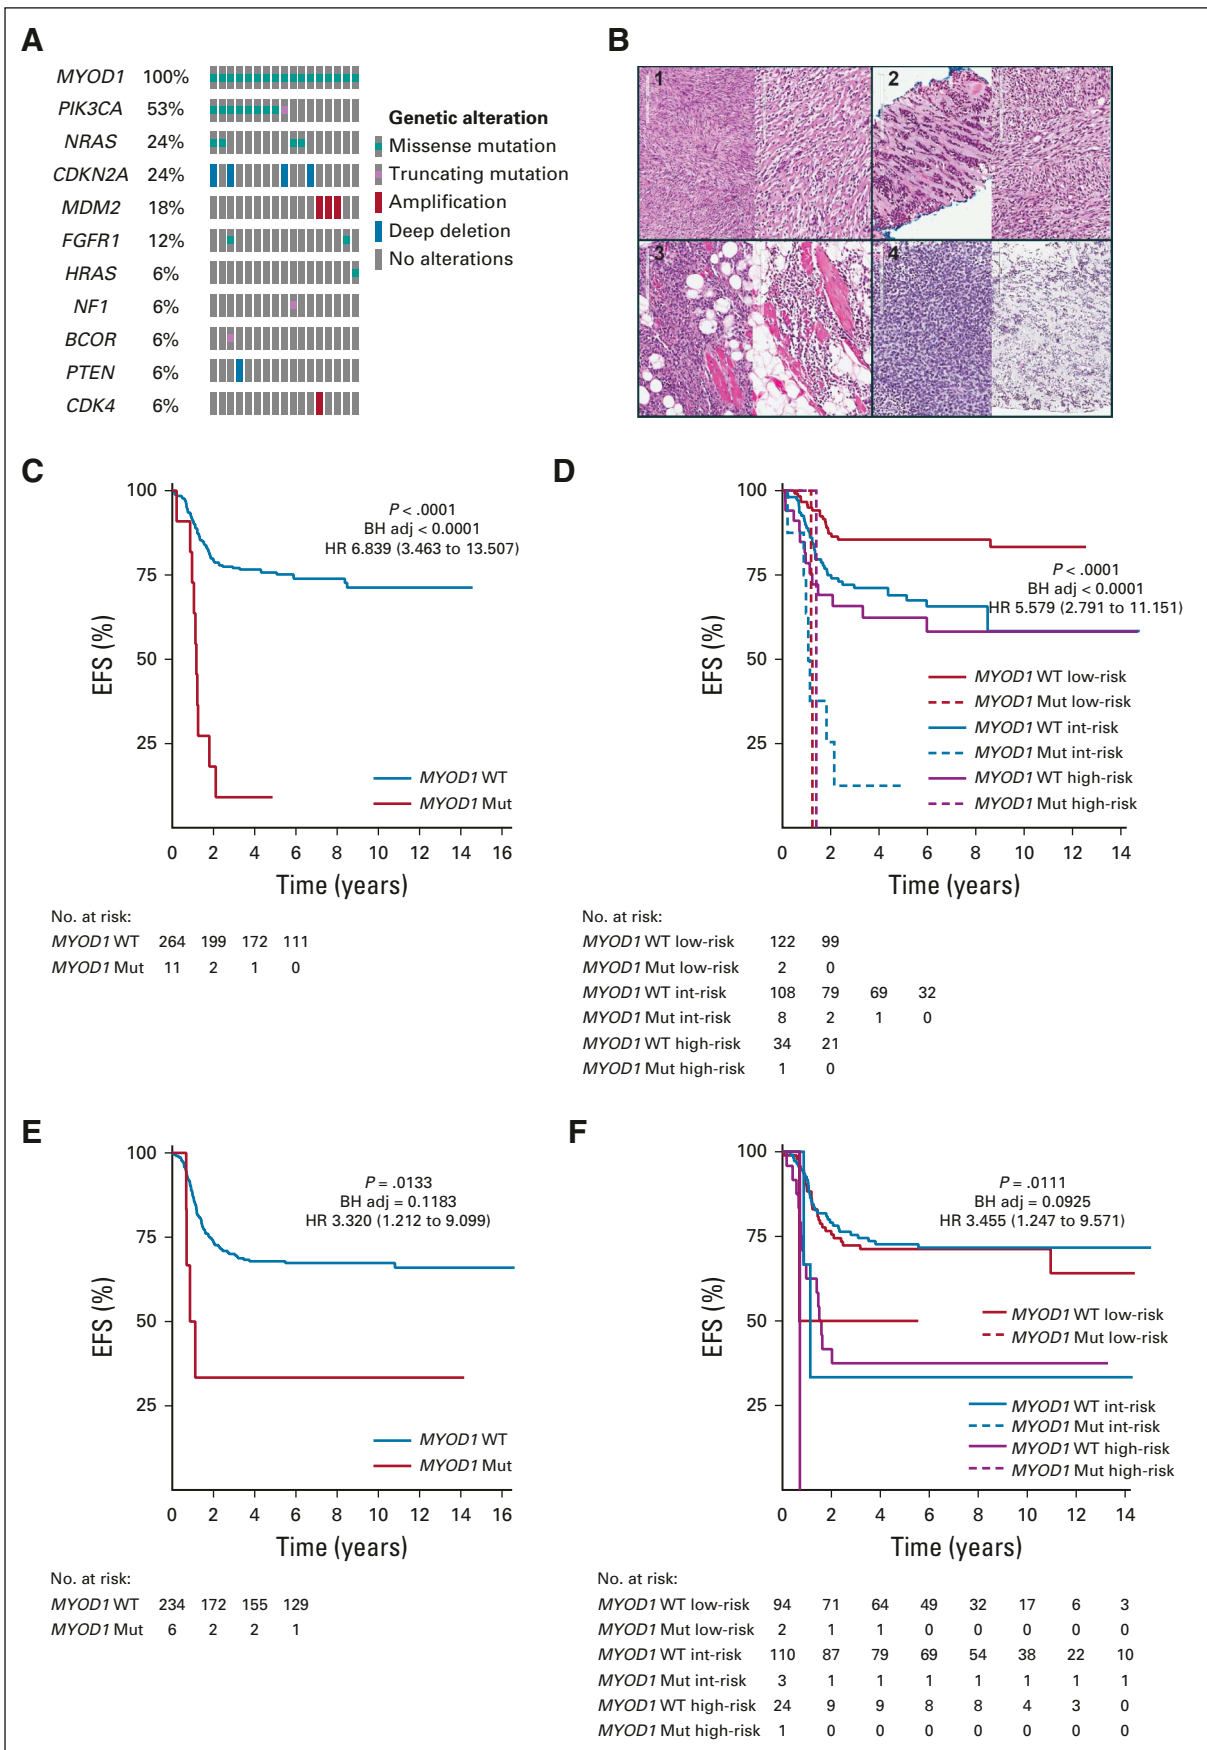 A
MYOD1 100%
PIK3CA 53%
NRAS 24%
CDKN2A 24%
MDM2 18%
FGFR1 12%
HRAS 6%
NF1 6%
BCOR 6%
PTEN 6%
CDK4 6%
Genetic alteration
Missense mutation
Truncating mutation
Amplification
Deep deletion
No alterations
B
1
2
3
4
C
100
75
50
25
EFS (%)
P < .0001
BH adj < 0.0001
HR 6.839 (3.463 to 13.507)
MYOD1 WT
MYOD1 Mut
0 2 4 6 8 10 12 14 16
Time (years)
No. at risk:
MYOD1 WT 264 199 172 111
MYOD1 Mut 11 2 1 0
D
100
75
50
25
EFS (%)
P < .0001
BH adj < 0.0001
HR 5.579 (2.791 to 11.151)
MYOD1 WT low-risk
MYOD1 Mut low-risk
MYOD1 WT int-risk
MYOD1 Mut int-risk
MYOD1 WT high-risk
MYOD1 Mut high-risk
0 2 4 6 8 10 12 14
Time (years)
No. at risk:
MYOD1 WT low-risk 122 99
MYOD1 Mut low-risk 2 0
MYOD1 WT int-risk 108 79 69 32
MYOD1 Mut int-risk 8 2 1 0
MYOD1 WT high-risk 34 21
MYOD1 Mut high-risk 1 0
E
100
75
50
25
EFS (%)
P = .0133
BH adj = 0.1183
HR 3.320 (1.212 to 9.099)
MYOD1 WT
MYOD1 Mut
0 2 4 6 8 10 12 14 16
Time (years)
No. at risk:
MYOD1 WT 234 172 155 129
MYOD1 Mut 6 2 2 1
F
100
75
50
25
EFS (%)
P = .0111
BH adj = 0.0925
HR 3.455 (1.247 to 9.571)
MYOD1 WT low-risk
MYOD1 Mut low-risk
MYOD1 WT int-risk
MYOD1 Mut int-risk
MYOD1 WT high-risk
MYOD1 Mut high-risk
0 2 4 6 8 10 12 14
Time (years)
No. at risk:
MYOD1 WT low-risk 94 71 64 49 32 17 6 3
MYOD1 Mut low-risk 2 1 1 0 0 0 0 0
MYOD1 WT int-risk 110 87 79 69 54 38 22 10
MYOD1 Mut int-risk 3 1 1 1 1 1 1 1
MYOD1 WT high-risk 24 9 9 8 8 4 3 0
MYOD1 Mut high-risk 1 0 0 0 0 0 0 0